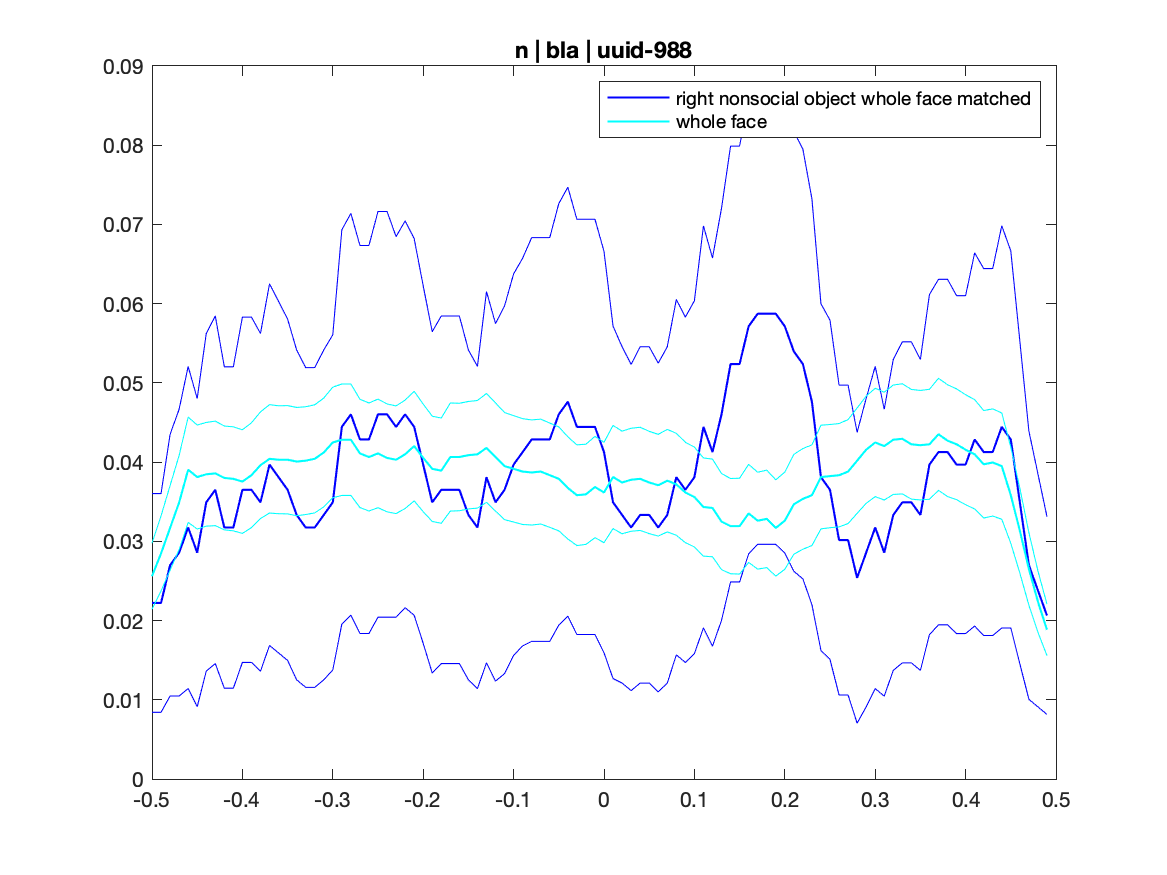 n | bla | uuid-988
right nonsocial object whole face matched
whole face
0.09
0.08
0.07
0.06
0.05
0.04
0.03
0.02
0.01
0
-0.5 -0.4 -0.3 -0.2 -0.1 0 0.1 0.2 0.3 0.4 0.5